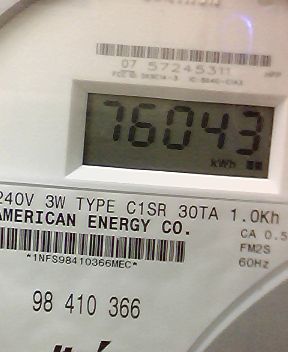 07 57245311
76043
kWh
240V 3W TYPE C1SR 30TA 1.0Kh
AMERICAN ENERGY CO.
CA 0.5
FM2S
*1NFS98410366MEC*
60Hz
98 410 366